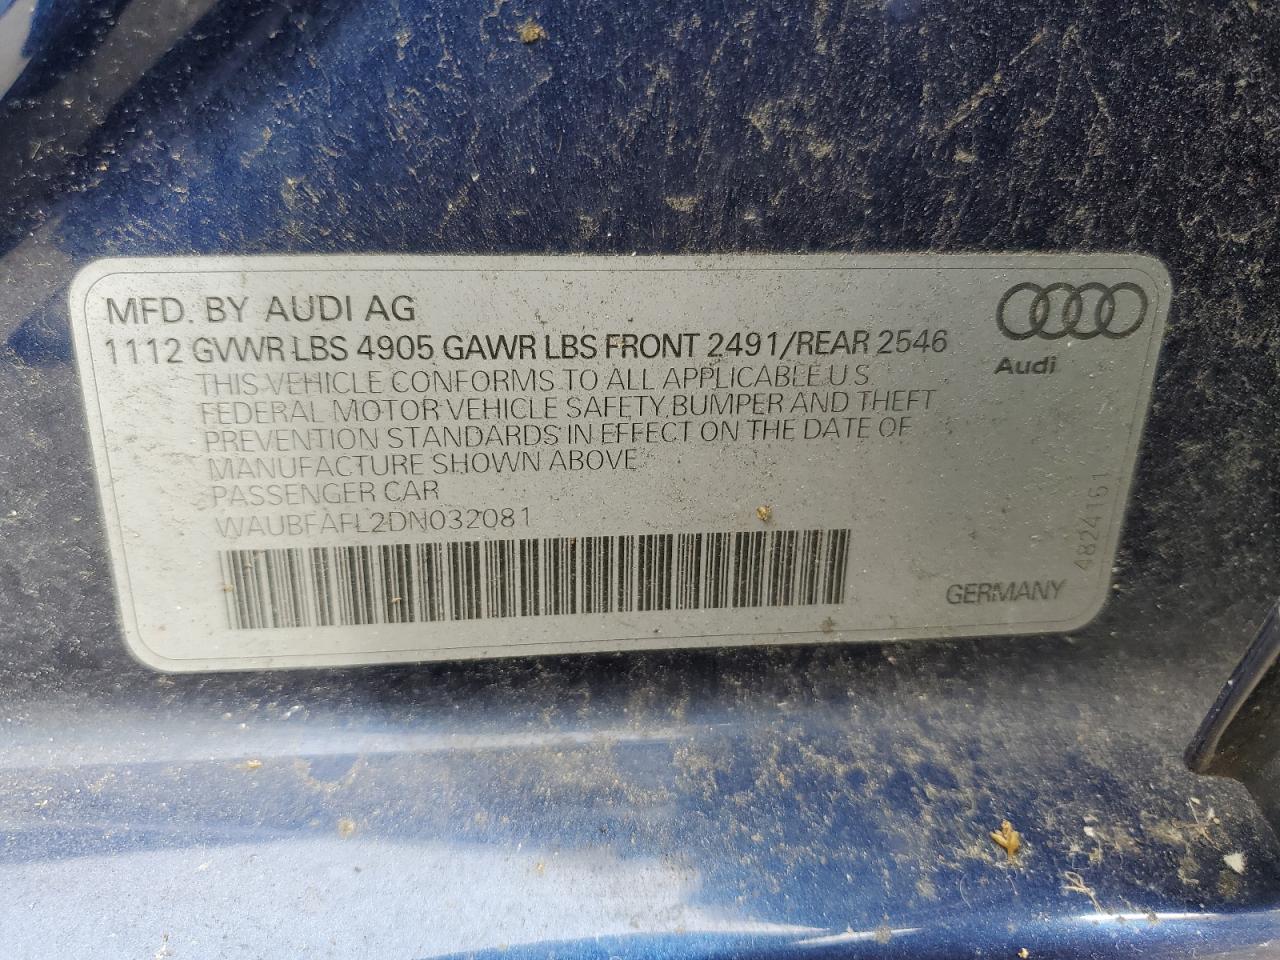 MFD. BY AUDI AG
1112 GVWR LBS 4905 GAWR LBS FRONT 2491/REAR 2546
THIS VEHICLE CONFORMS TO ALL APPLICABLE U S
FEDERAL MOTOR VEHICLE SAFETY, BUMPER AND THEFT
PREVENTION STANDARDS IN EFFECT ON THE DATE OF
MANUFACTURE SHOWN ABOVE
PASSENGER CAR
WAUBFAFL2DN032081
Audi
4824161
GERMANY